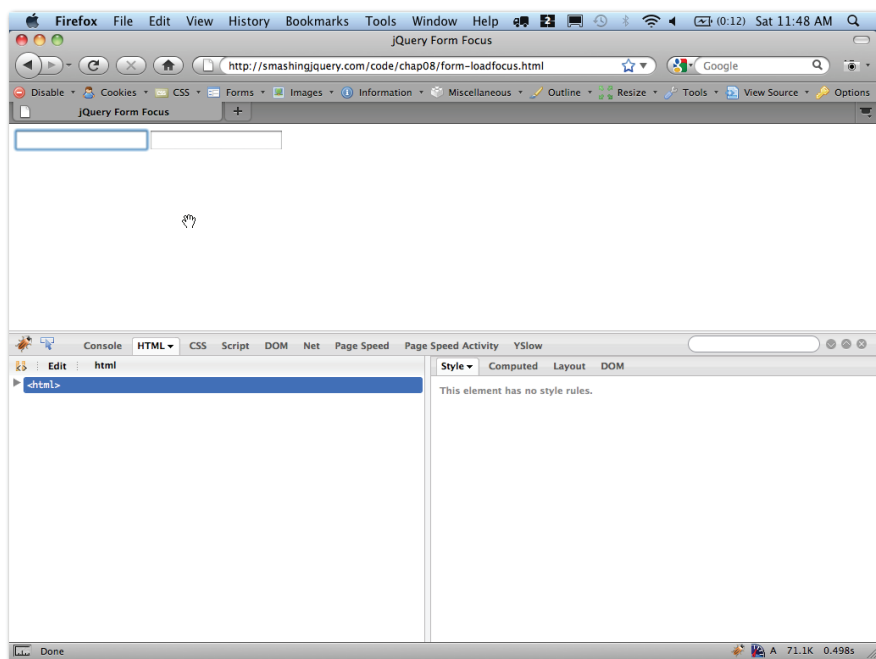 Firefox File Edit View History Bookmarks Tools Window Help 2 (0:12) Sat 11:48 AM
jQuery Form Focus
http://smashingjquery.com/code/chap08/form-loadfocus.html Google
Disable Cookies CSS Forms Images Information Miscellaneous Outline Resize Tools View Source Options
jQuery Form Focus +
Console HTML CSS Script DOM Net Page Speed Page Speed Activity YSlow
Edit html Style Computed Layout DOM
<html>
This element has no style rules.
Done A 71.1K 0.498s